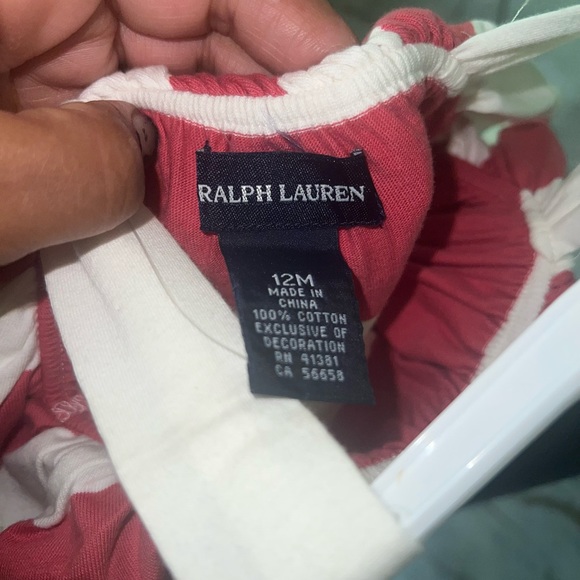 RALPH LAUREN
12M
MADE IN
CHINA
100% COTTON
EXCLUSIVE OF
DECORATION
RN 41381
CA 56658